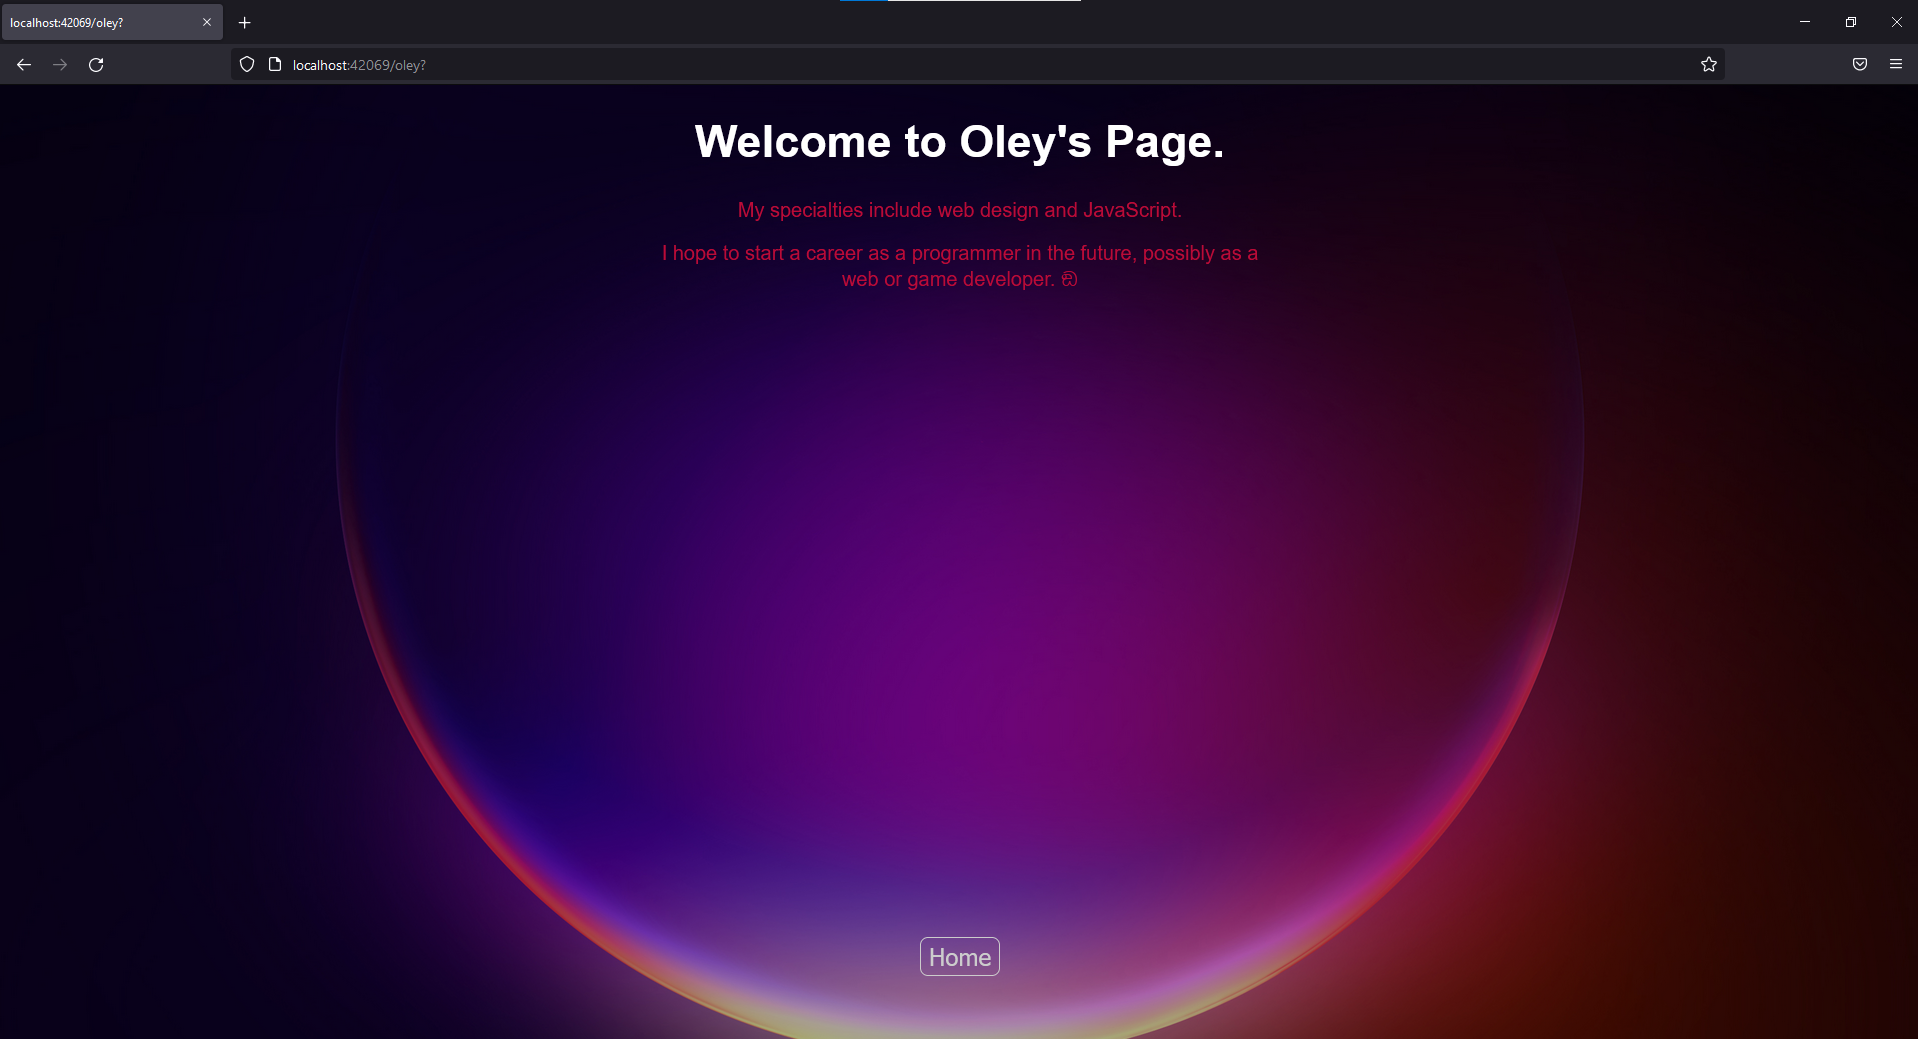 localhost:42069/oley?
localhost:42069/oley?
Welcome to Oley's Page.
My specialties include web design and JavaScript.
I hope to start a career as a programmer in the future, possibly as a
web or game developer. ඞ
Home